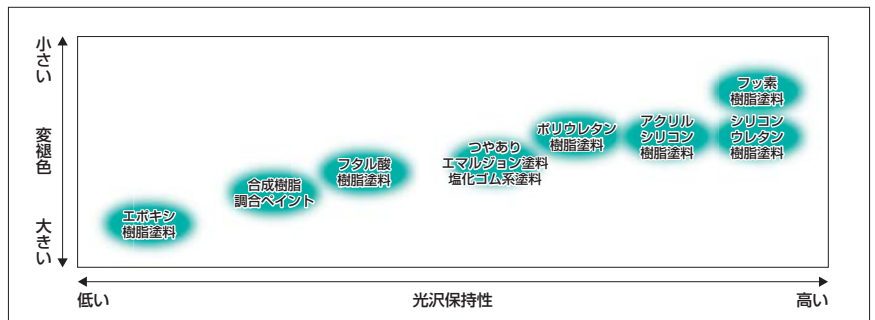 小さい
変褪色
大きい
フッ素
樹脂塗料
シリコン
ウレタン
樹脂塗料
アクリル
シリコン
樹脂塗料
ポリウレタン
樹脂塗料
つやあり
エマルジョン塗料
塩化ゴム系塗料
フタル酸
樹脂塗料
合成樹脂
調合ペイント
エポキシ
樹脂塗料
低い
光沢保持性
高い